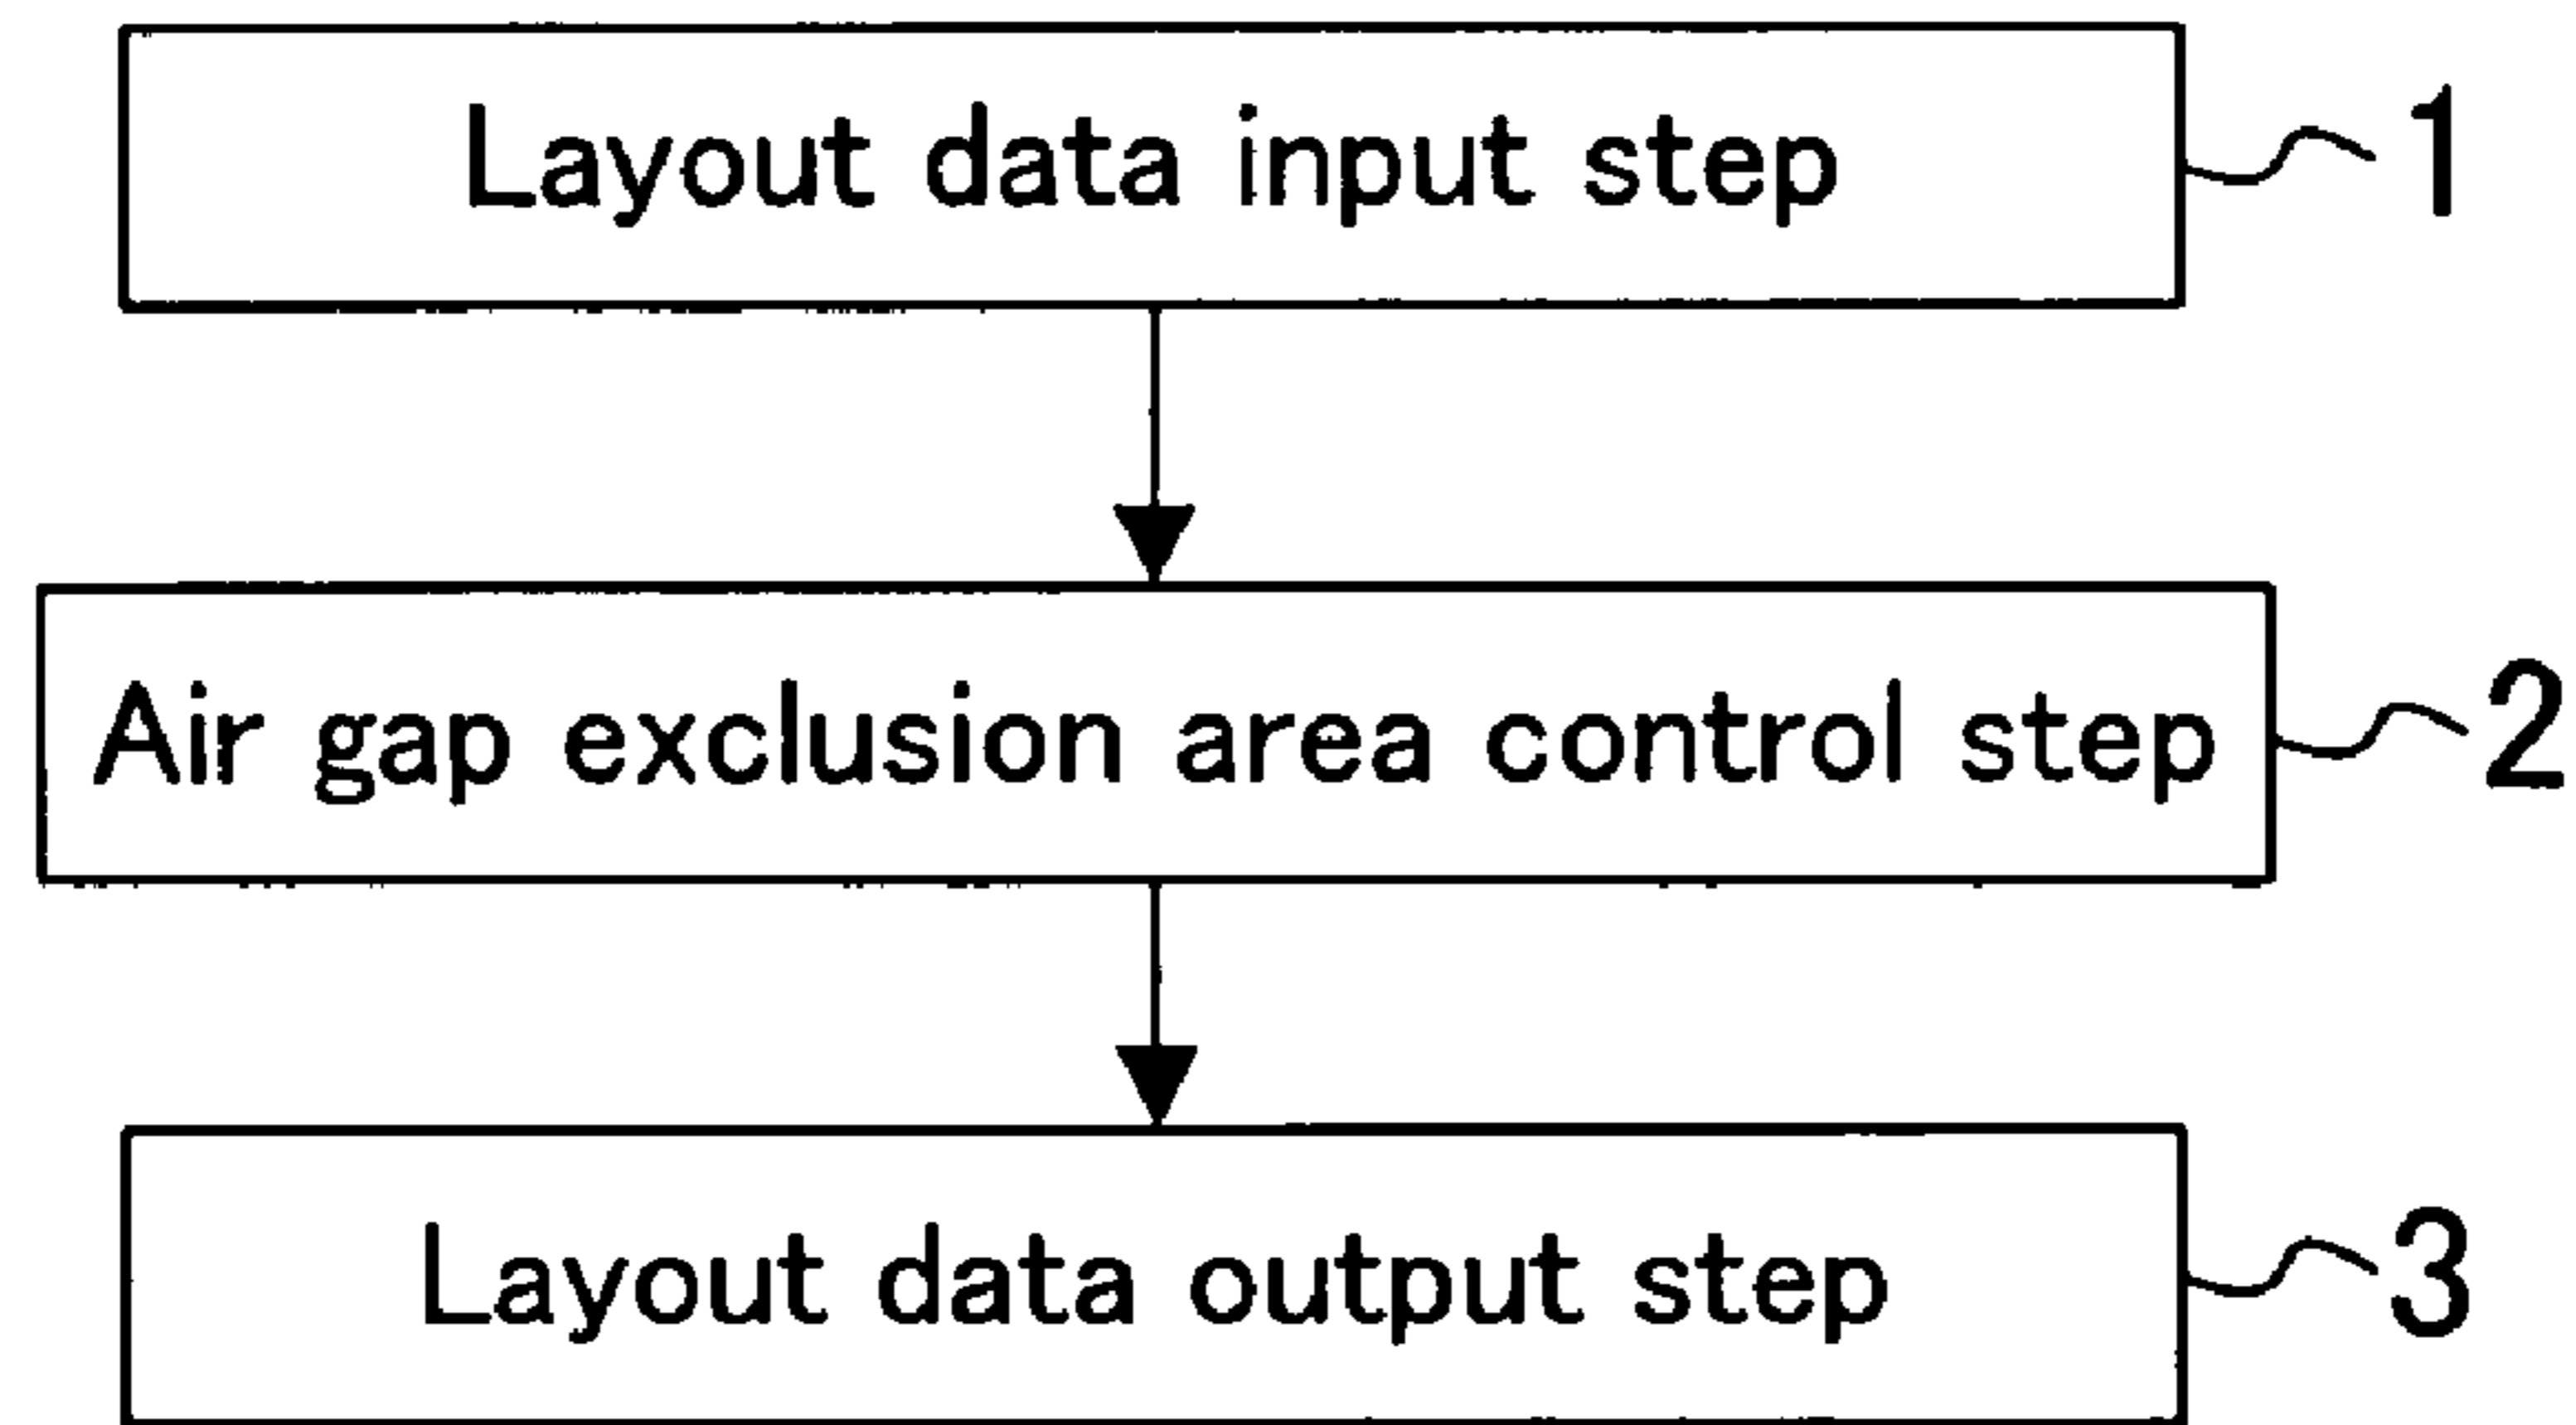 Layout data input step 1
Air gap exclusion area control step 2
Layout data output step 3